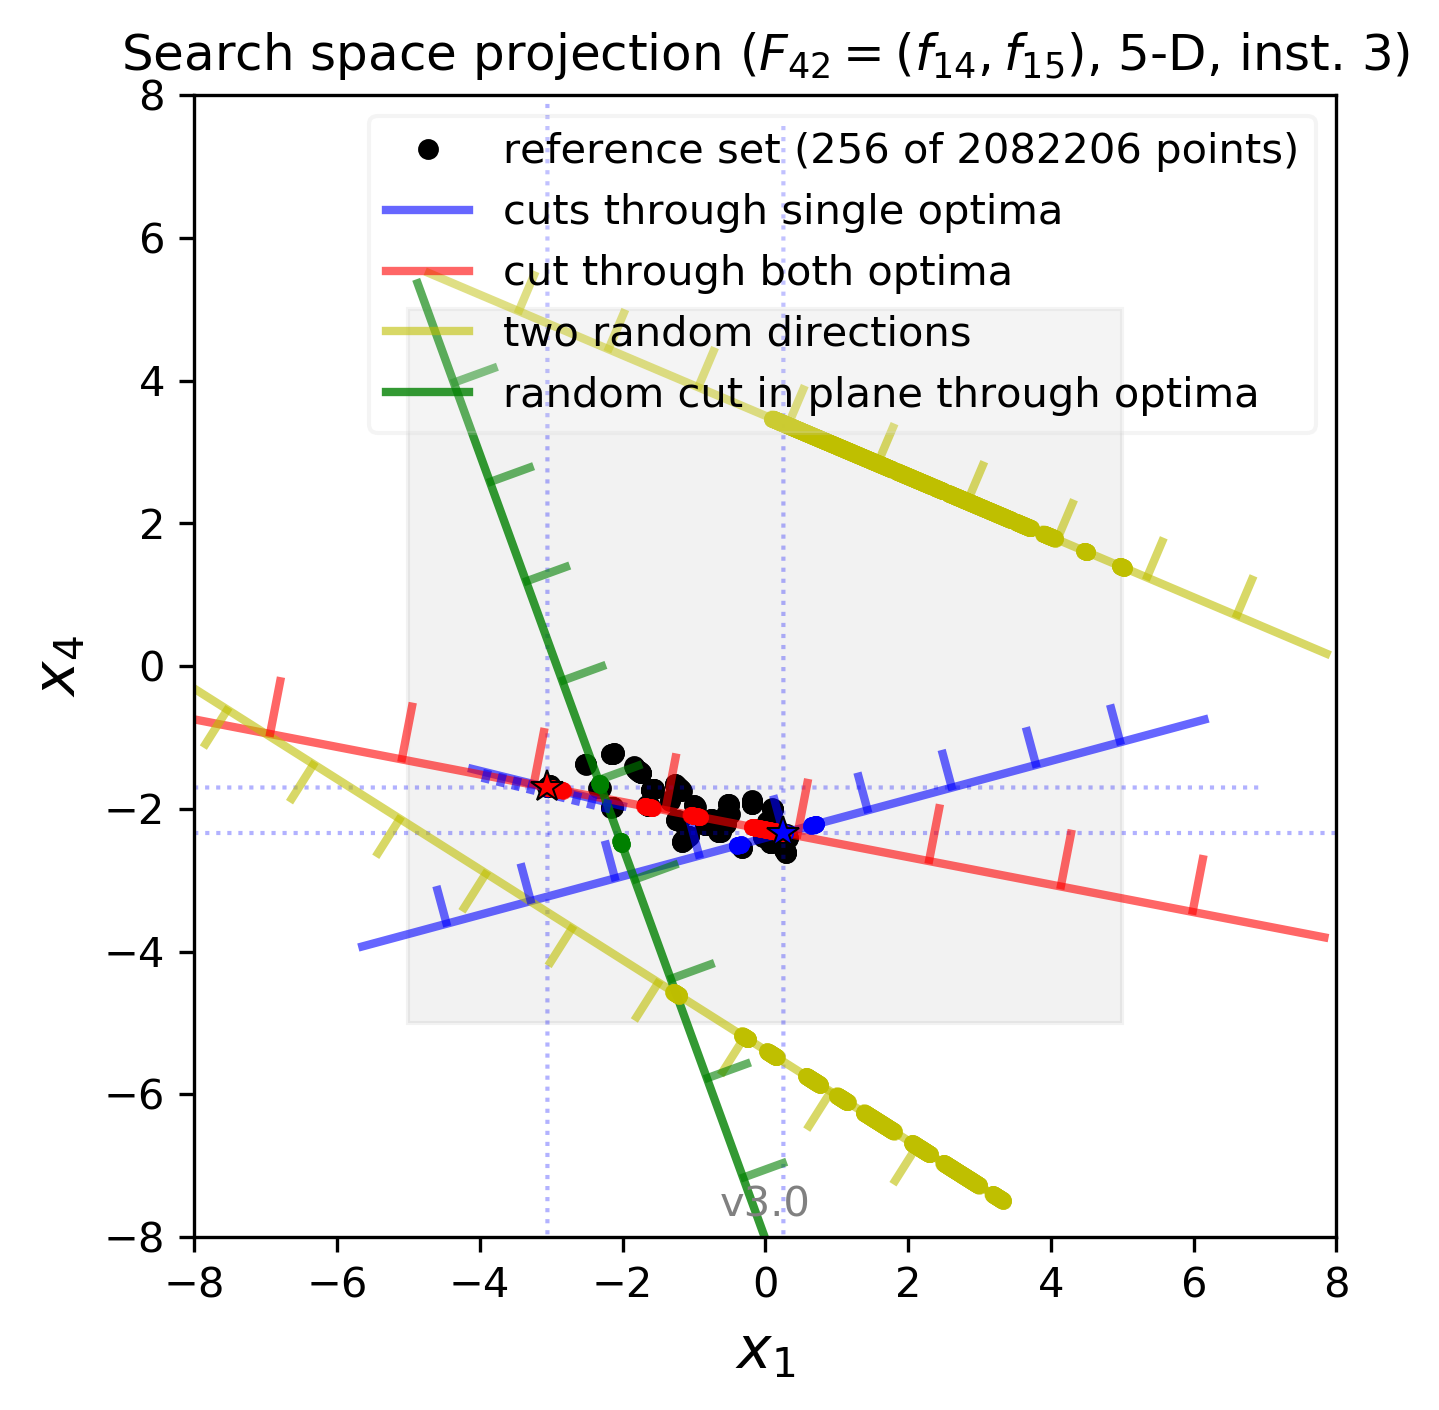 Search space projection (F₄₂ = (f₁₄, f₁₅), 5-D, inst. 3)
reference set (256 of 2082206 points)
cuts through single optima
cut through both optima
two random directions
random cut in plane through optima
8
6
4
2
0
−2
−4
−6
−8
x₄
v3.0
−8 −6 −4 −2 0 2 4 6 8
x₁